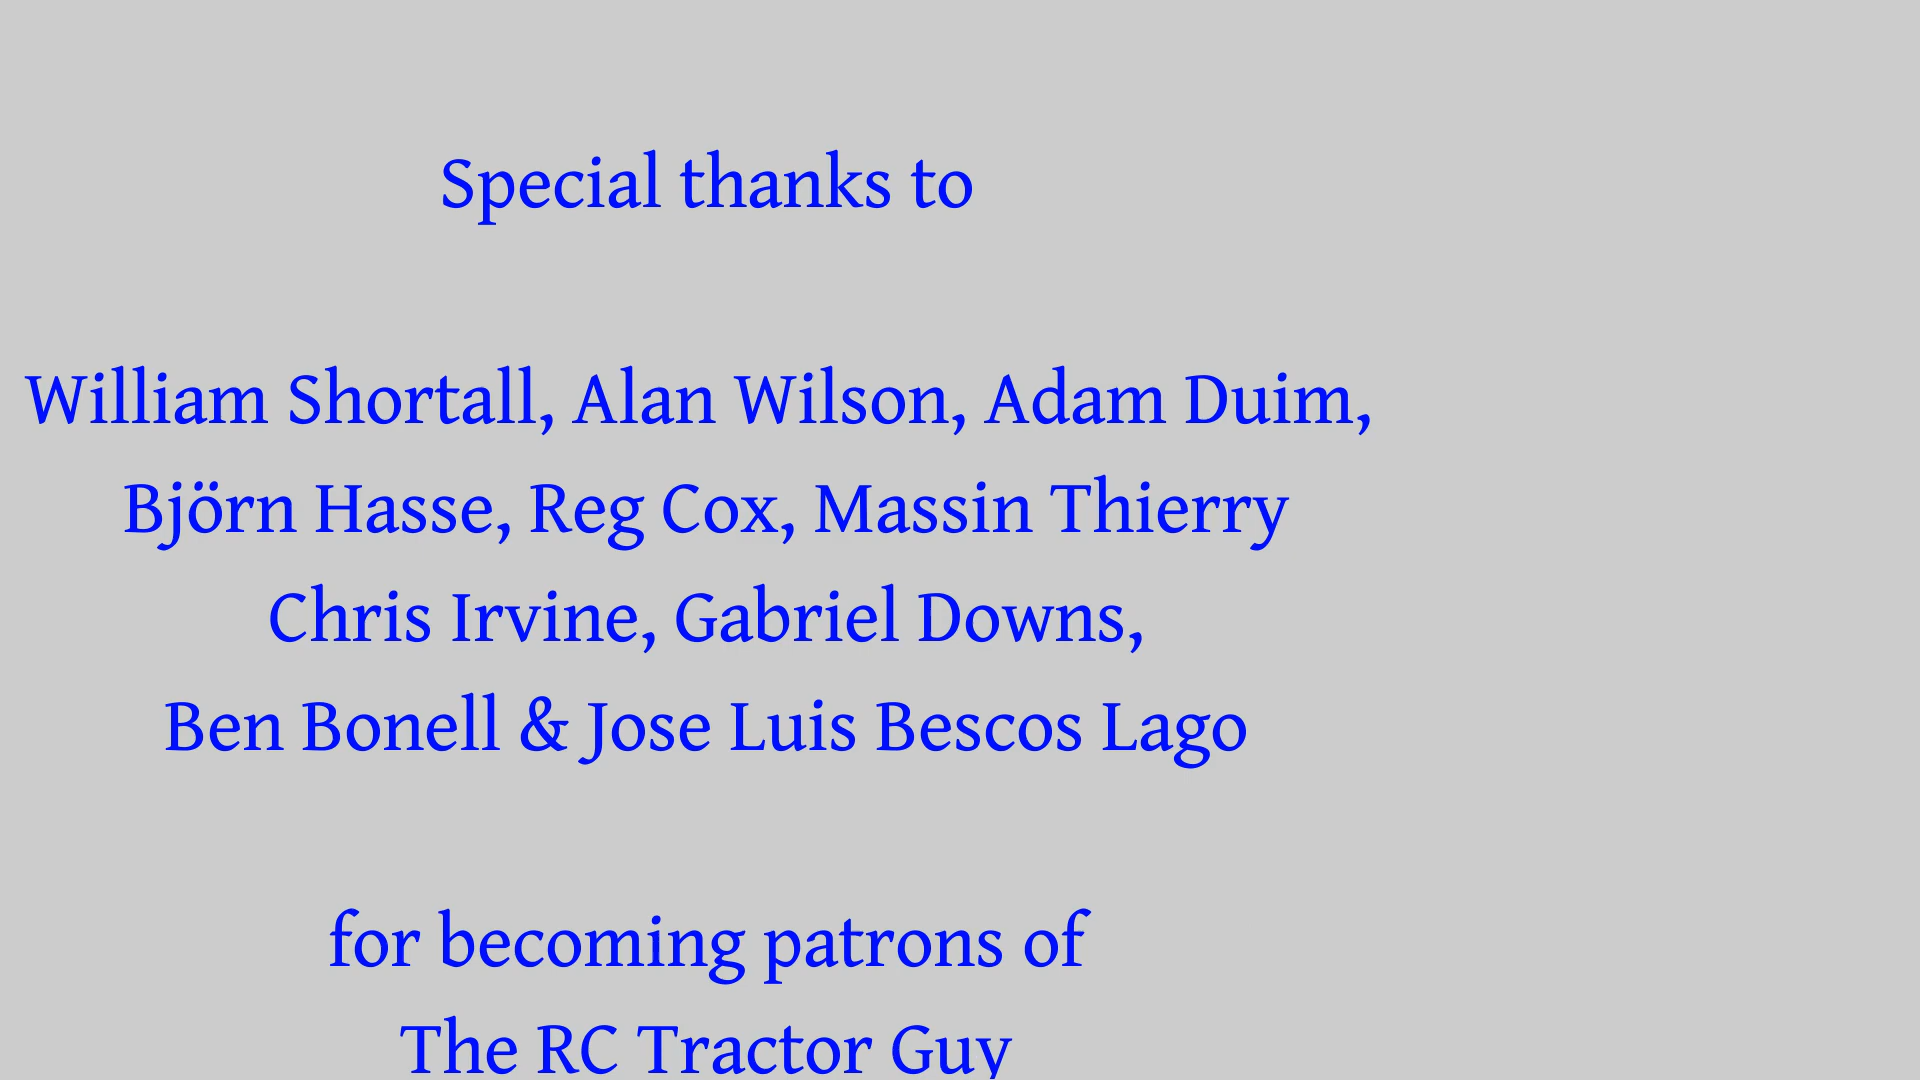 Special thanks to
William Shortall, Alan Wilson, Adam Duim,
Björn Hasse, Reg Cox, Massin Thierry
Chris Irvine, Gabriel Downs,
Ben Bonell & Jose Luis Bescos Lago
for becoming patrons of
The RC Tractor Guy